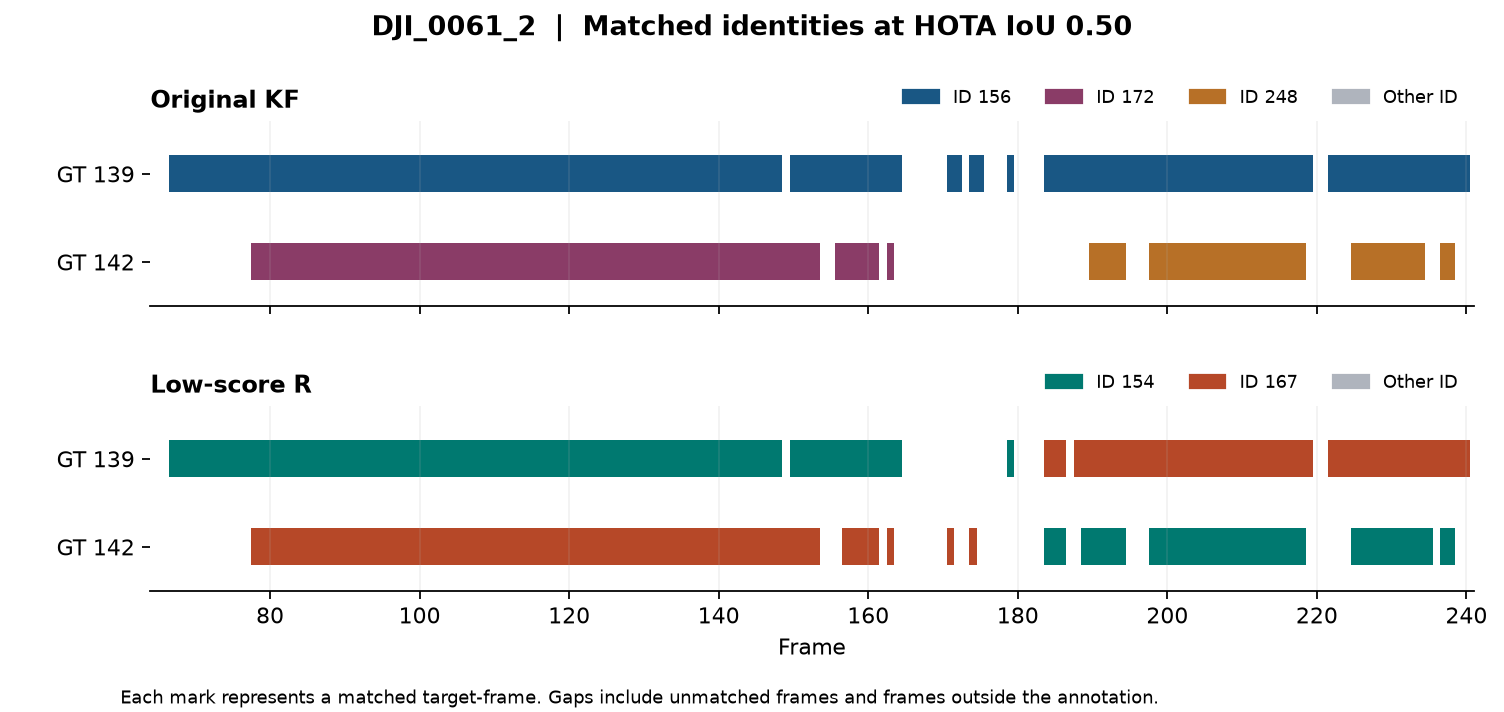 DJI_0061_2 | Matched identities at HOTA IoU 0.50
Original KF
ID 156 ID 172 ID 248 Other ID
GT 139
GT 142
Low-score R
ID 154 ID 167 Other ID
GT 139
GT 142
80 100 120 140 160 180 200 220 240
Frame
Each mark represents a matched target-frame. Gaps include unmatched frames and frames outside the annotation.